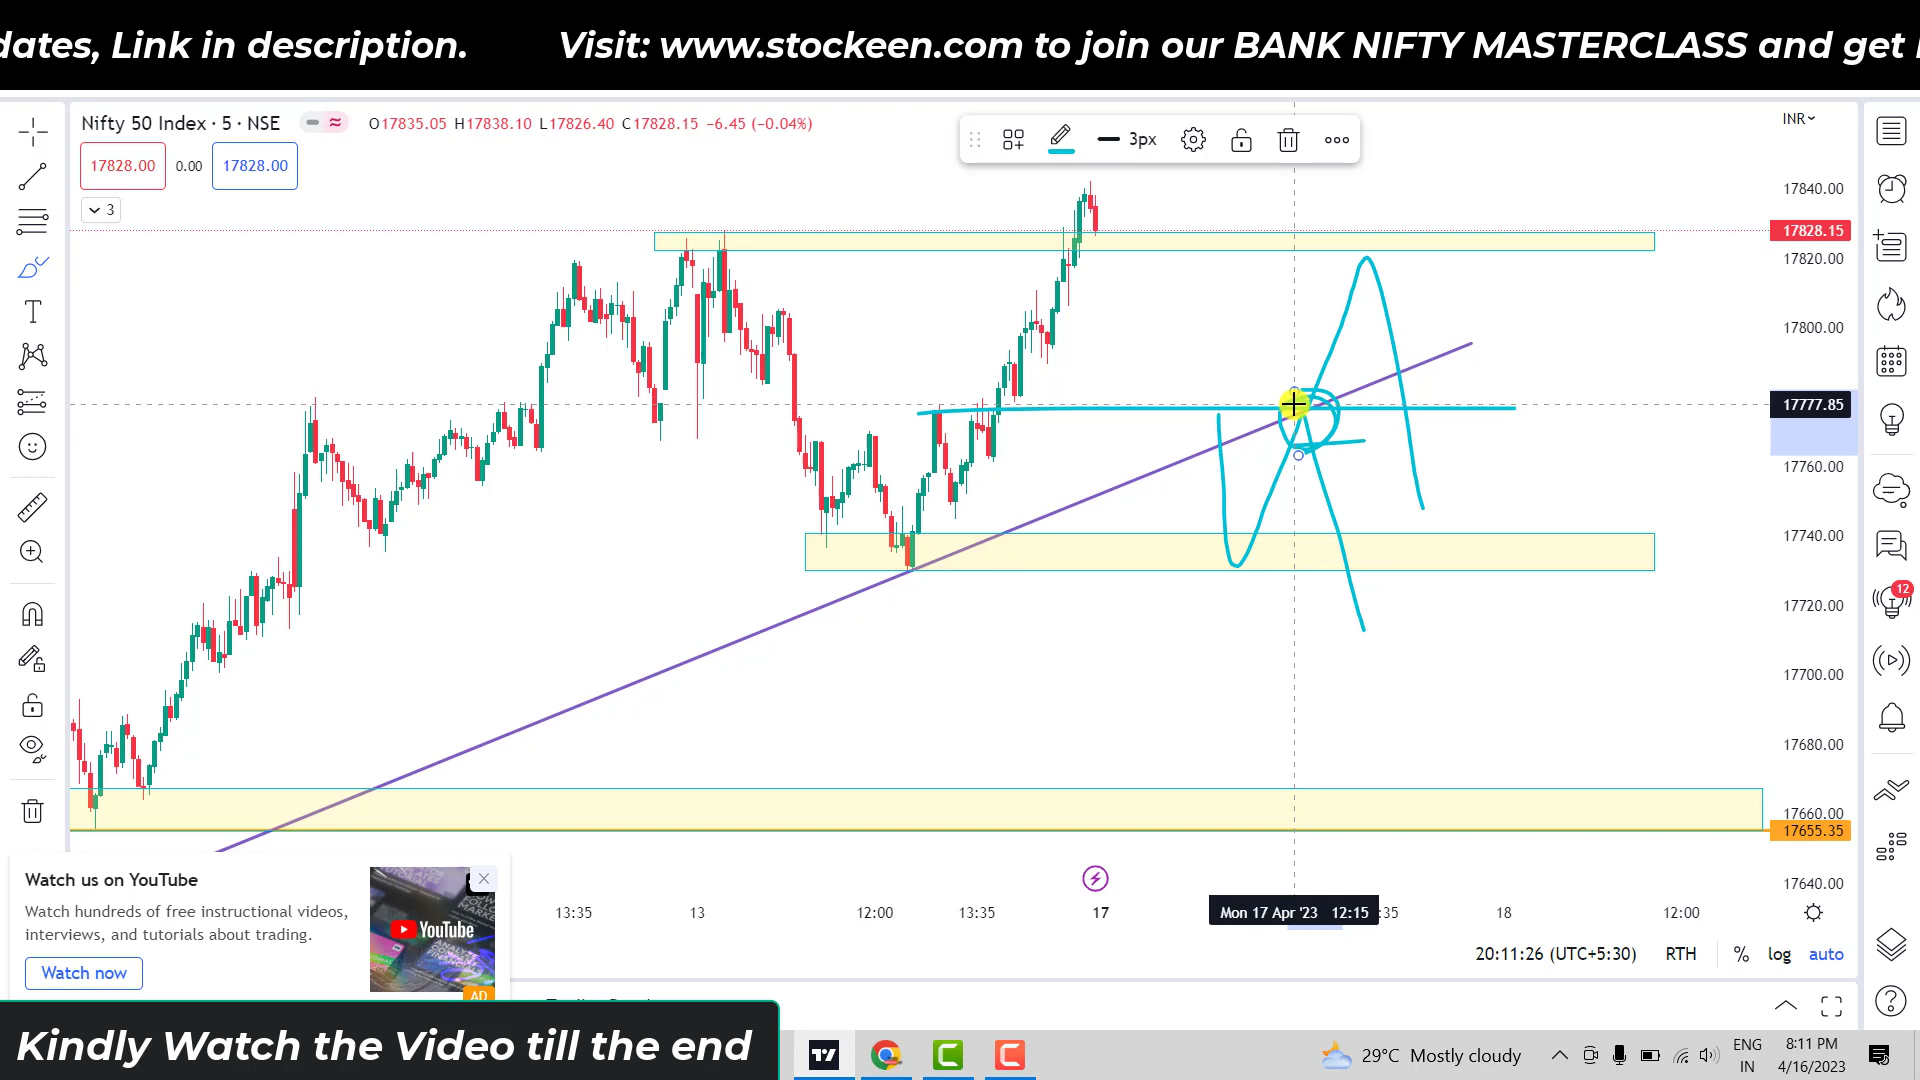 dates, Link in description. Visit: www.stockeen.com to join our BANK NIFTY MASTERCLASS and get
Nifty 50 Index · 5 · NSE O17835.05 H17838.10 L17826.40 C17828.15 −6.45 (−0.04%)
3px
INR
17828.00 0.00 17828.00
3
17840.00
17828.15
17820.00
17800.00
17777.85
17760.00
17740.00
17720.00
17700.00
17680.00
17660.00
17655.35
17640.00
12
13:35 13 12:00 13:35 17 Mon 17 Apr '23 12:15 :35 18 12:00
20:11:26 (UTC+5:30) RTH % log auto
Watch us on YouTube
Watch hundreds of free instructional videos,
interviews, and tutorials about trading.
Watch now
YouTube
AD
Kindly Watch the Video till the end
29°C Mostly cloudy
ENG
IN
8:11 PM
4/16/2023